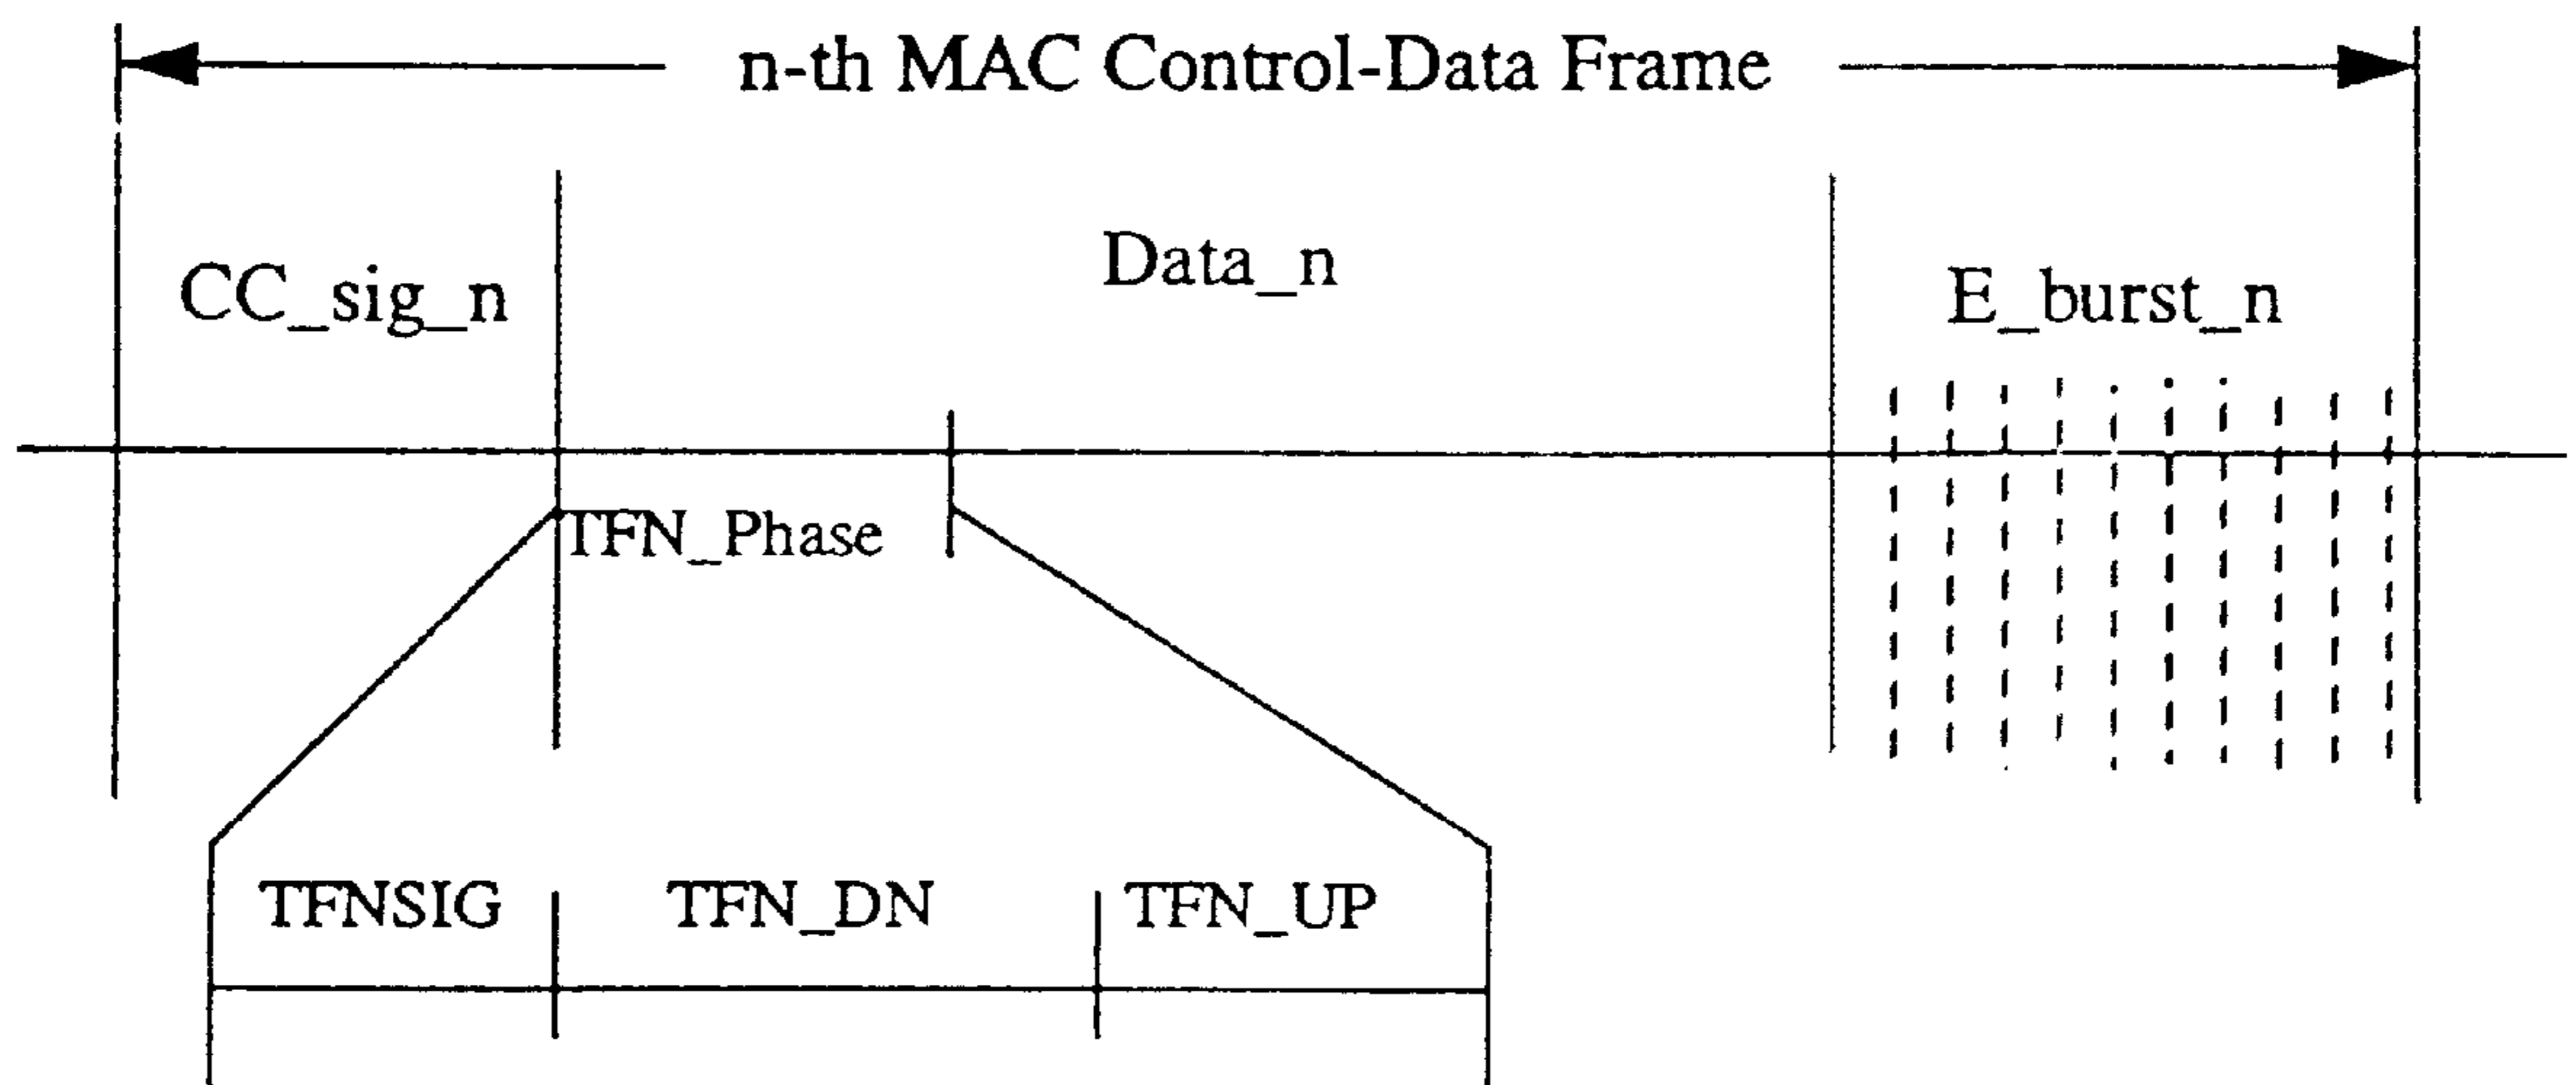 n-th MAC Control-Data Frame
CC_sig_n
Data_n
E_burst_n
TFN_Phase
TFNSIG
TFN_DN
TFN_UP